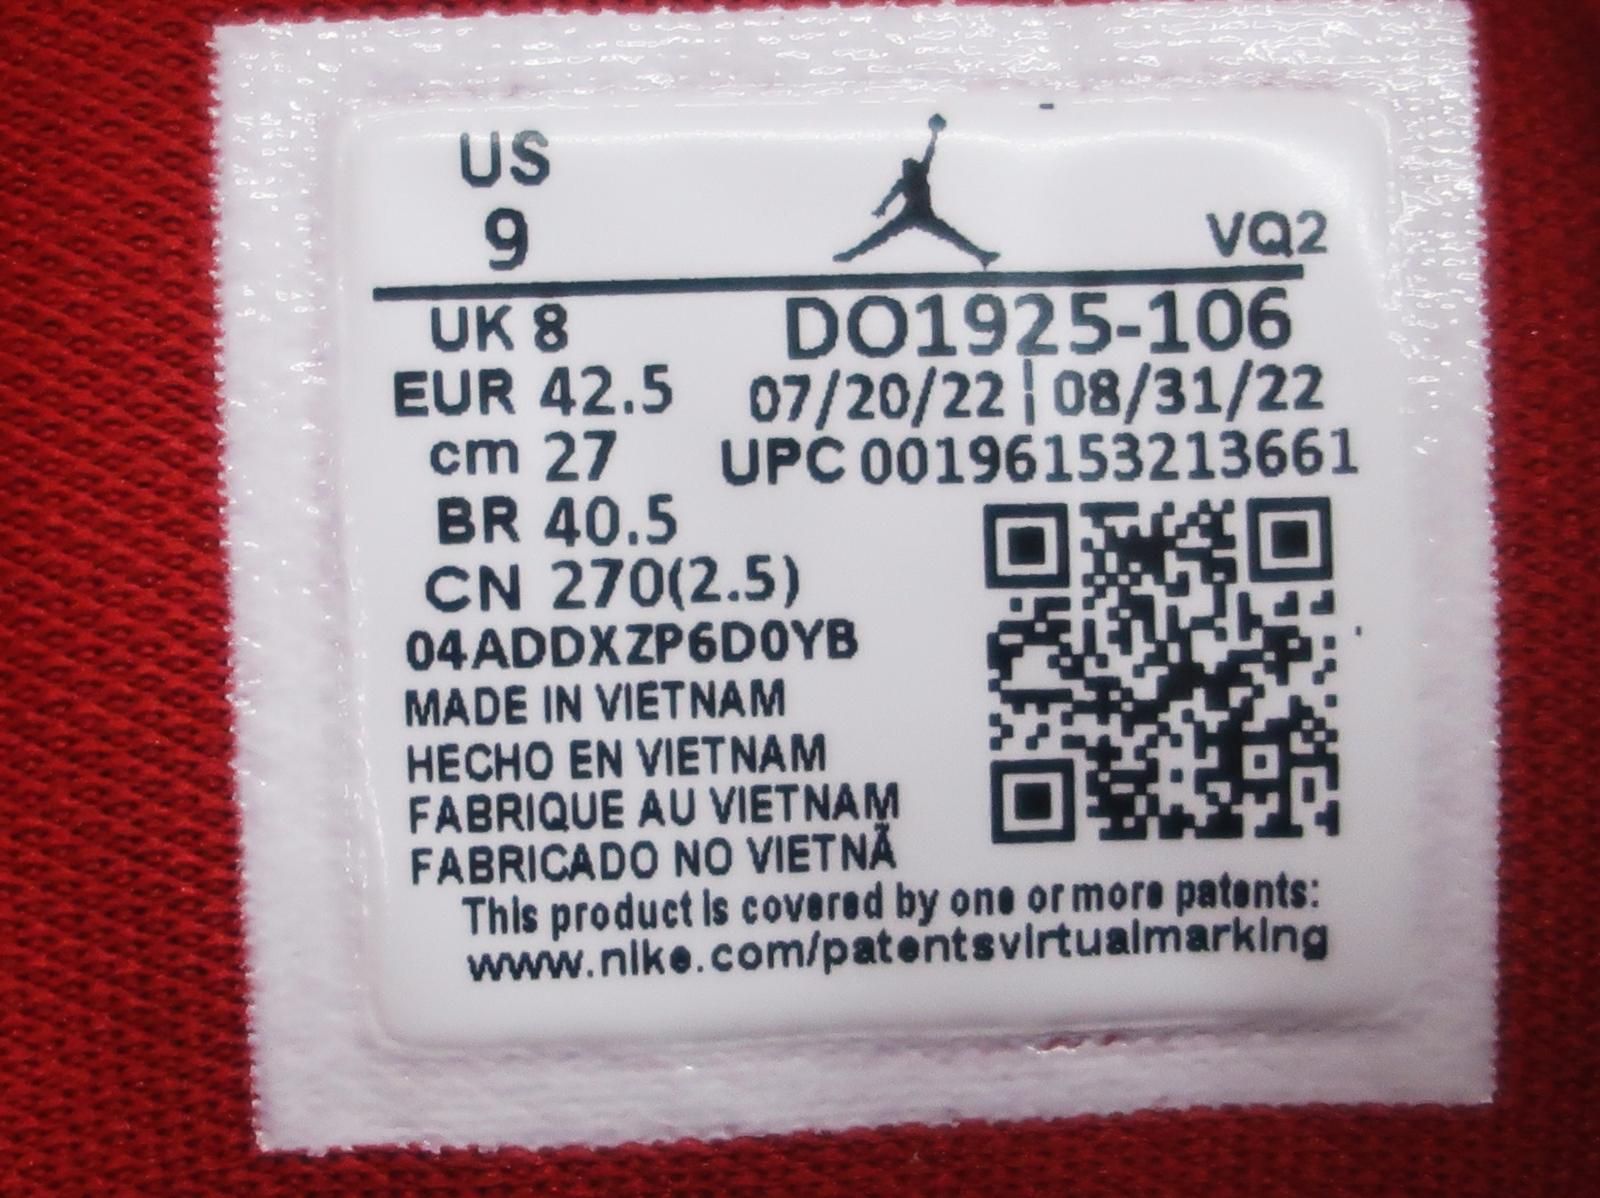 US
9
VQ2
UK 8
DO1925-106
EUR 42.5
07/20/22 | 08/31/22
cm 27
UPC 00196153213661
BR 40.5
CN 270(2.5)
04ADDXZP6D0YB
MADE IN VIETNAM
HECHO EN VIETNAM
FABRIQUE AU VIETNAM
FABRICADO NO VIETNÃ
This product is covered by one or more patents:
www.nike.com/patentsvirtualmarking